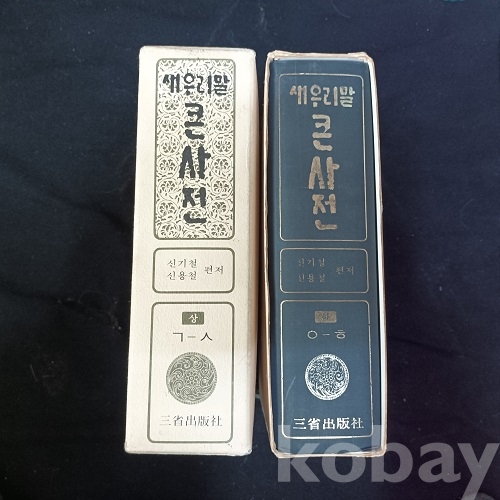 새우리말
큰사전
신기철
신용철
편저
상
ㄱ-ㅅ
三省出版社
새우리말
큰사전
신기철
신용철
편저
ㅇ-ㅎ
三省出版社
kobay